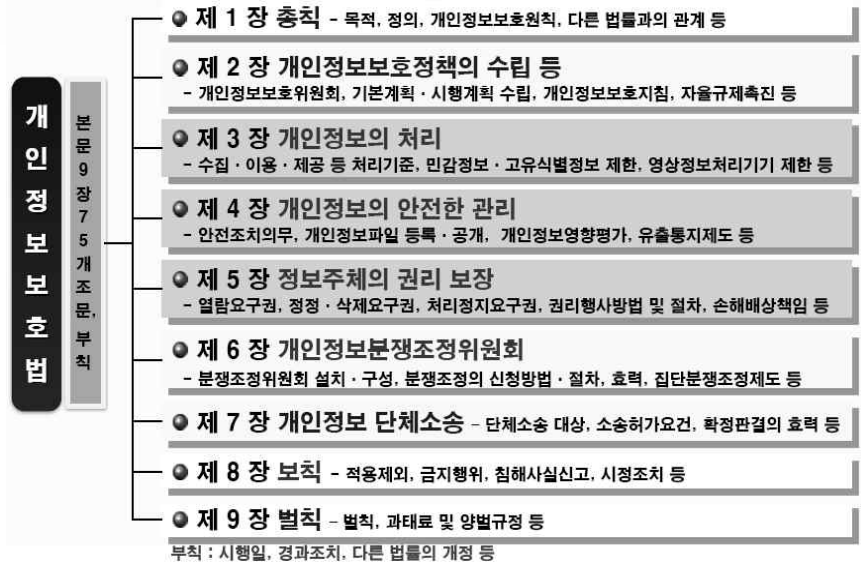 개인정보보호법
본문9장75개조문, 부칙
제 1 장 총칙 - 목적, 정의, 개인정보보호원칙, 다른 법률과의 관계 등
제 2 장 개인정보보호정책의 수립 등
- 개인정보보호위원회, 기본계획 · 시행계획 수립, 개인정보보호지침, 자율규제촉진 등
제 3 장 개인정보의 처리
- 수집 · 이용 · 제공 등 처리기준, 민감정보 · 고유식별정보 제한, 영상정보처리기기 제한 등
제 4 장 개인정보의 안전한 관리
- 안전조치의무, 개인정보파일 등록 · 공개, 개인정보영향평가, 유출통지제도 등
제 5 장 정보주체의 권리 보장
- 열람요구권, 정정 · 삭제요구권, 처리정지요구권, 권리행사방법 및 절차, 손해배상책임 등
제 6 장 개인정보분쟁조정위원회
- 분쟁조정위원회 설치 · 구성, 분쟁조정의 신청방법 · 절차, 효력, 집단분쟁조정제도 등
제 7 장 개인정보 단체소송 - 단체소송 대상, 소송허가요건, 확정판결의 효력 등
제 8 장 보칙 - 적용제외, 금지행위, 침해사실신고, 시정조치 등
제 9 장 벌칙 - 벌칙, 과태료 및 양벌규정 등
부칙 : 시행일, 경과조치, 다른 법률의 개정 등